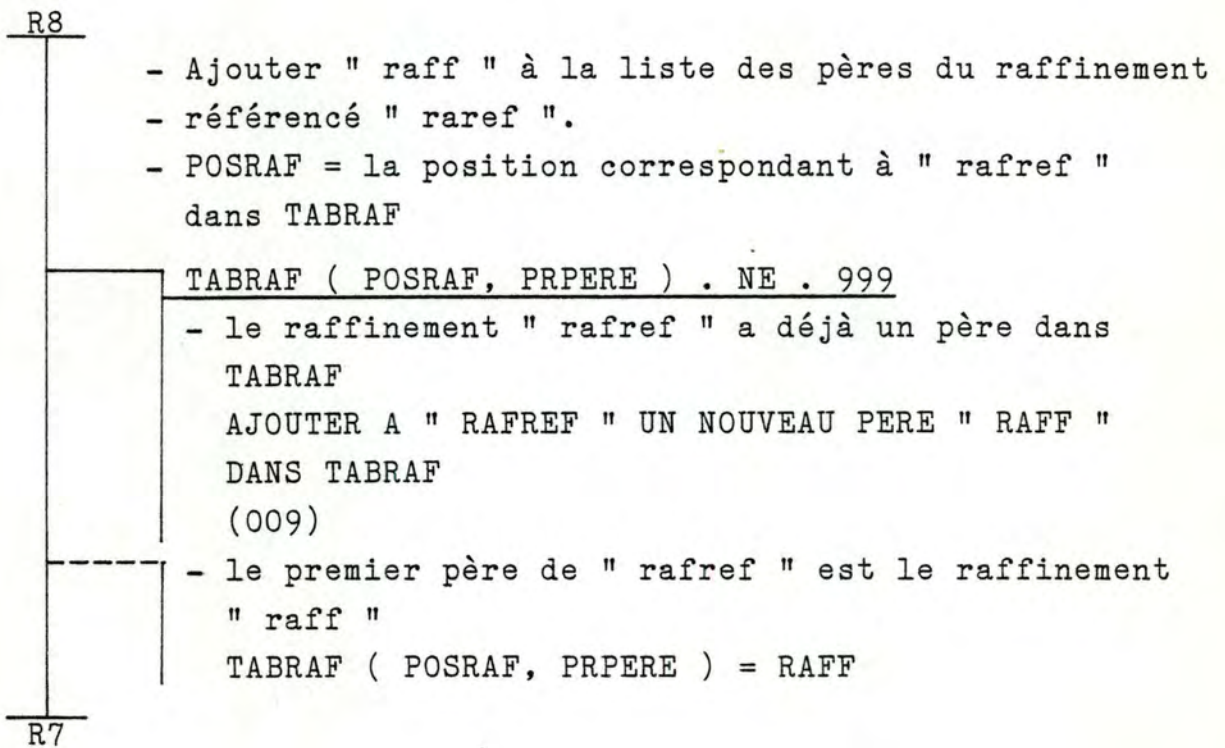 R8
- Ajouter " raff " à la liste des pères du raffinement
- référencé " raref ".
- POSRAF = la position correspondant à " rafref "
dans TABRAF
TABRAF ( POSRAF, PRPERE ) . NE . 999
- le raffinement " rafref " a déjà un père dans
TABRAF
AJOUTER A " RAFREF " UN NOUVEAU PERE " RAFF "
DANS TABRAF
(009)
- le premier père de " rafref " est le raffinement
" raff "
TABRAF ( POSRAF, PRPERE ) = RAFF
R7